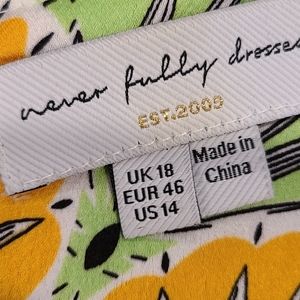 never fully dressed
EST.2009
UK 18
EUR 46
US 14
Made in
China